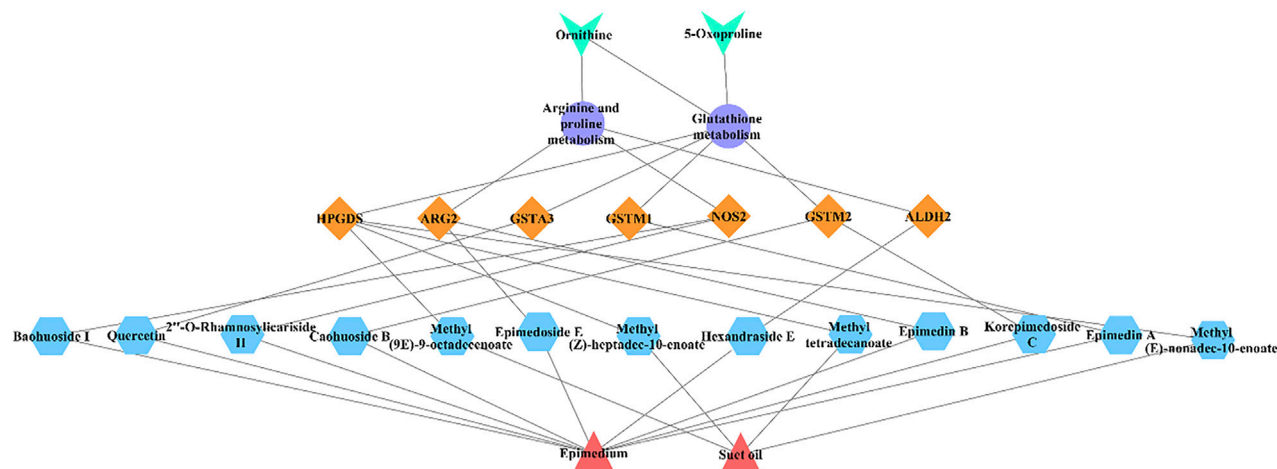 Ornithine
5-Oxoproline
Arginine and
proline
metabolism
Glutathione
metabolism
HPGDS
ARG2
GSTA3
GSTM1
NOS2
GSTM2
ALDH2
Baohuoside I
Quercetin
2"-O-Rhamnosylicariside
II
Caohuoside B
Methyl
(9E)-9-octadecenoate
Epimedoside E
Methyl
(Z)-heptadec-10-enoate
Hexandraside E
Methyl
tetradecanoate
Epimedin B
Korepimedoside
C
Epimedin A
Methyl
(E)-nonadec-10-enoate
Epimedium
Suet oil